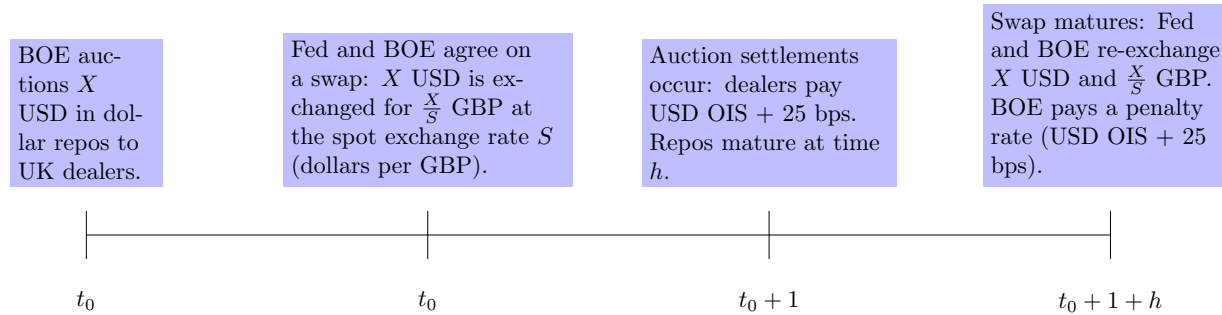 BOE auc-
tions X
USD in dol-
lar repos to
UK dealers.
Fed and BOE agree on
a swap: X USD is ex-
changed for X/S GBP at
the spot exchange rate S
(dollars per GBP).
Auction settlements
occur: dealers pay
USD OIS + 25 bps.
Repos mature at time
h.
Swap matures: Fed
and BOE re-exchange
X USD and X/S GBP.
BOE pays a penalty
rate (USD OIS + 25
bps).
t₀
t₀
t₀ + 1
t₀ + 1 + h